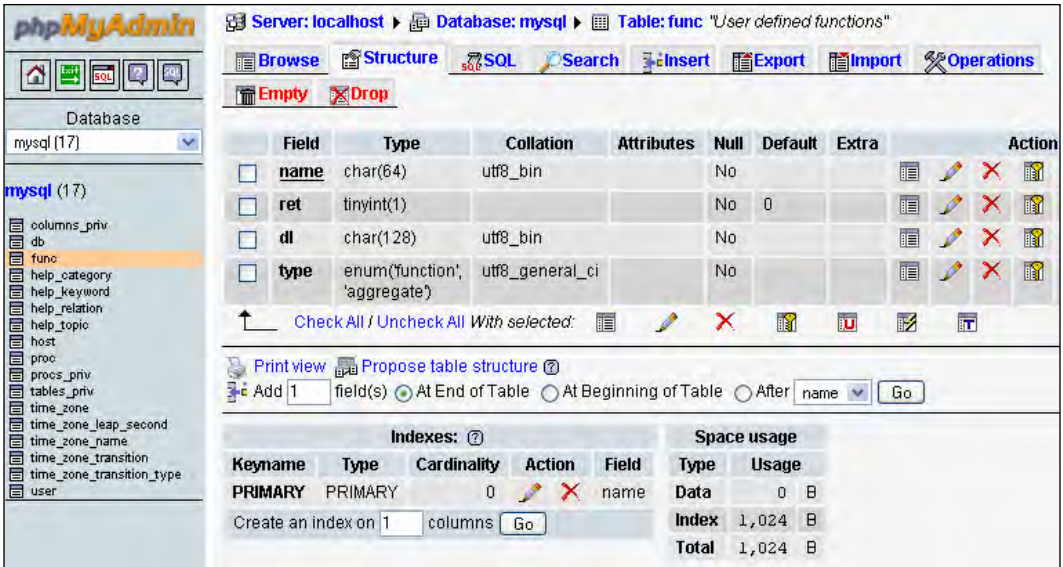 phpMyAdmin
Exit SQL ? SQL
Database
mysql (17)
mysql (17)
columns_priv
db
func
help_category
help_keyword
help_relation
help_topic
host
proc
procs_priv
tables_priv
time_zone
time_zone_leap_second
time_zone_name
time_zone_transition
time_zone_transition_type
user
Server: localhost Database: mysql Table: func "User defined functions"
Browse Structure SQL Search Insert Export Import Operations
Empty Drop
Field Type Collation Attributes Null Default Extra Action
name char(64) utf8_bin No
ret tinyint(1) No 0
dl char(128) utf8_bin No
type enum('function', utf8_general_ci No
'aggregate')
Check All / Uncheck All With selected:
Print view Propose table structure ?
Add 1 field(s) At End of Table At Beginning of Table After name Go
Indexes: ?
Keyname Type Cardinality Action Field
PRIMARY PRIMARY 0 name
Create an index on 1 columns Go
Space usage
Type Usage
Data 0 B
Index 1,024 B
Total 1,024 B